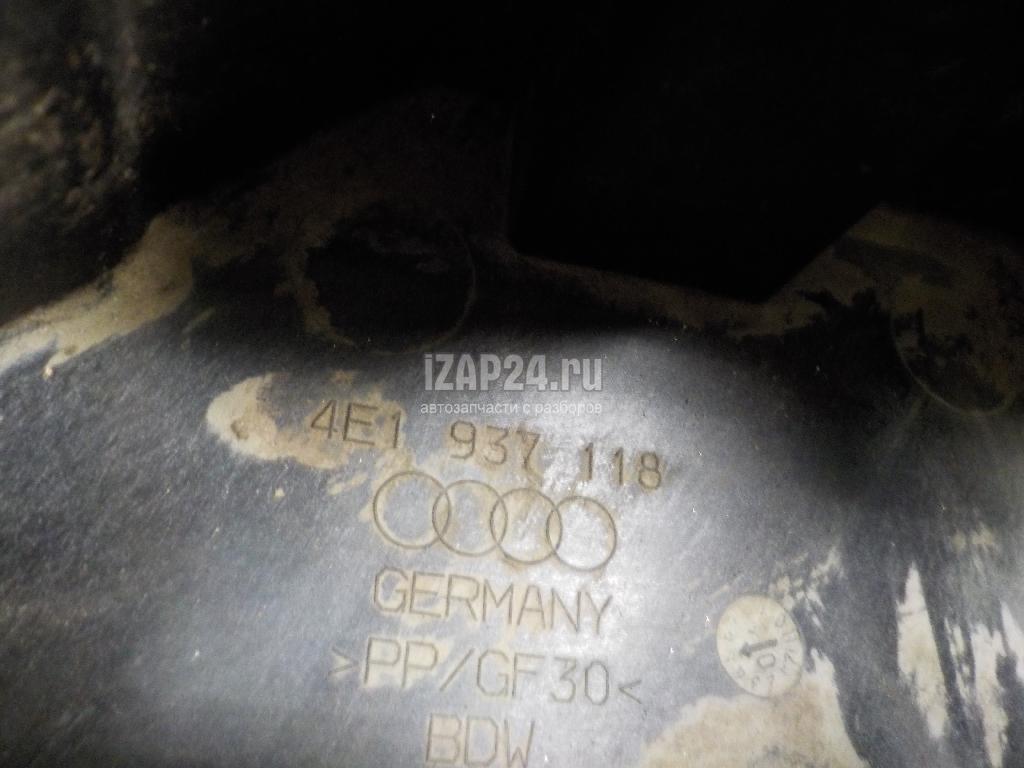 iZAP24.ru
автозапчасти с разборов
4E1 937 118
GERMANY
>PP/GF30<
BDW